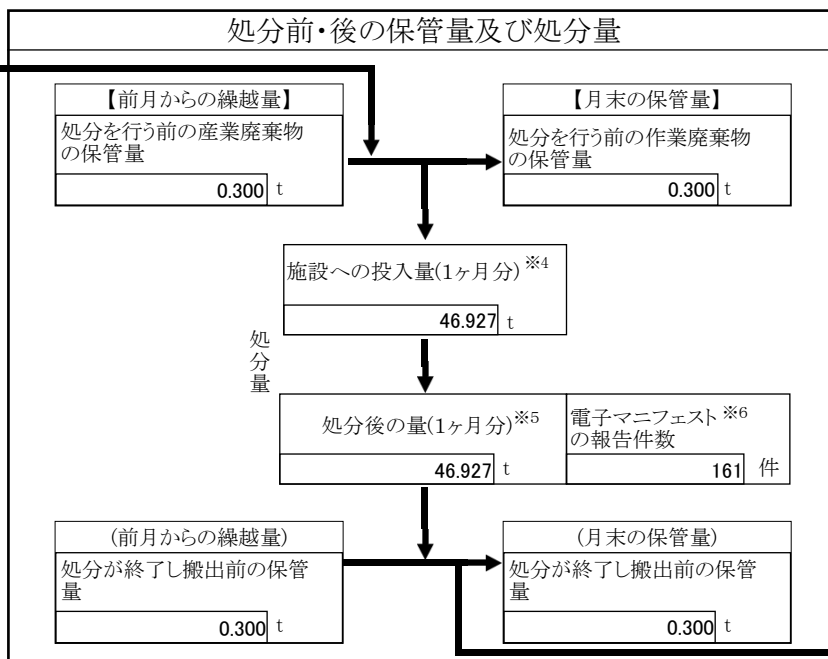 処分前・後の保管量及び処分量
【前月からの繰越量】
処分を行う前の産業廃棄物
の保管量
0.300 t
【月末の保管量】
処分を行う前の作業廃棄物
の保管量
0.300 t
施設への投入量(1ヶ月分)※4
46.927 t
処分量
処分後の量(1ヶ月分)※5
46.927 t
電子マニフェスト※6
の報告件数
161 件
(前月からの繰越量)
処分が終了し搬出前の保管
量
0.300 t
(月末の保管量)
処分が終了し搬出前の保管
量
0.300 t